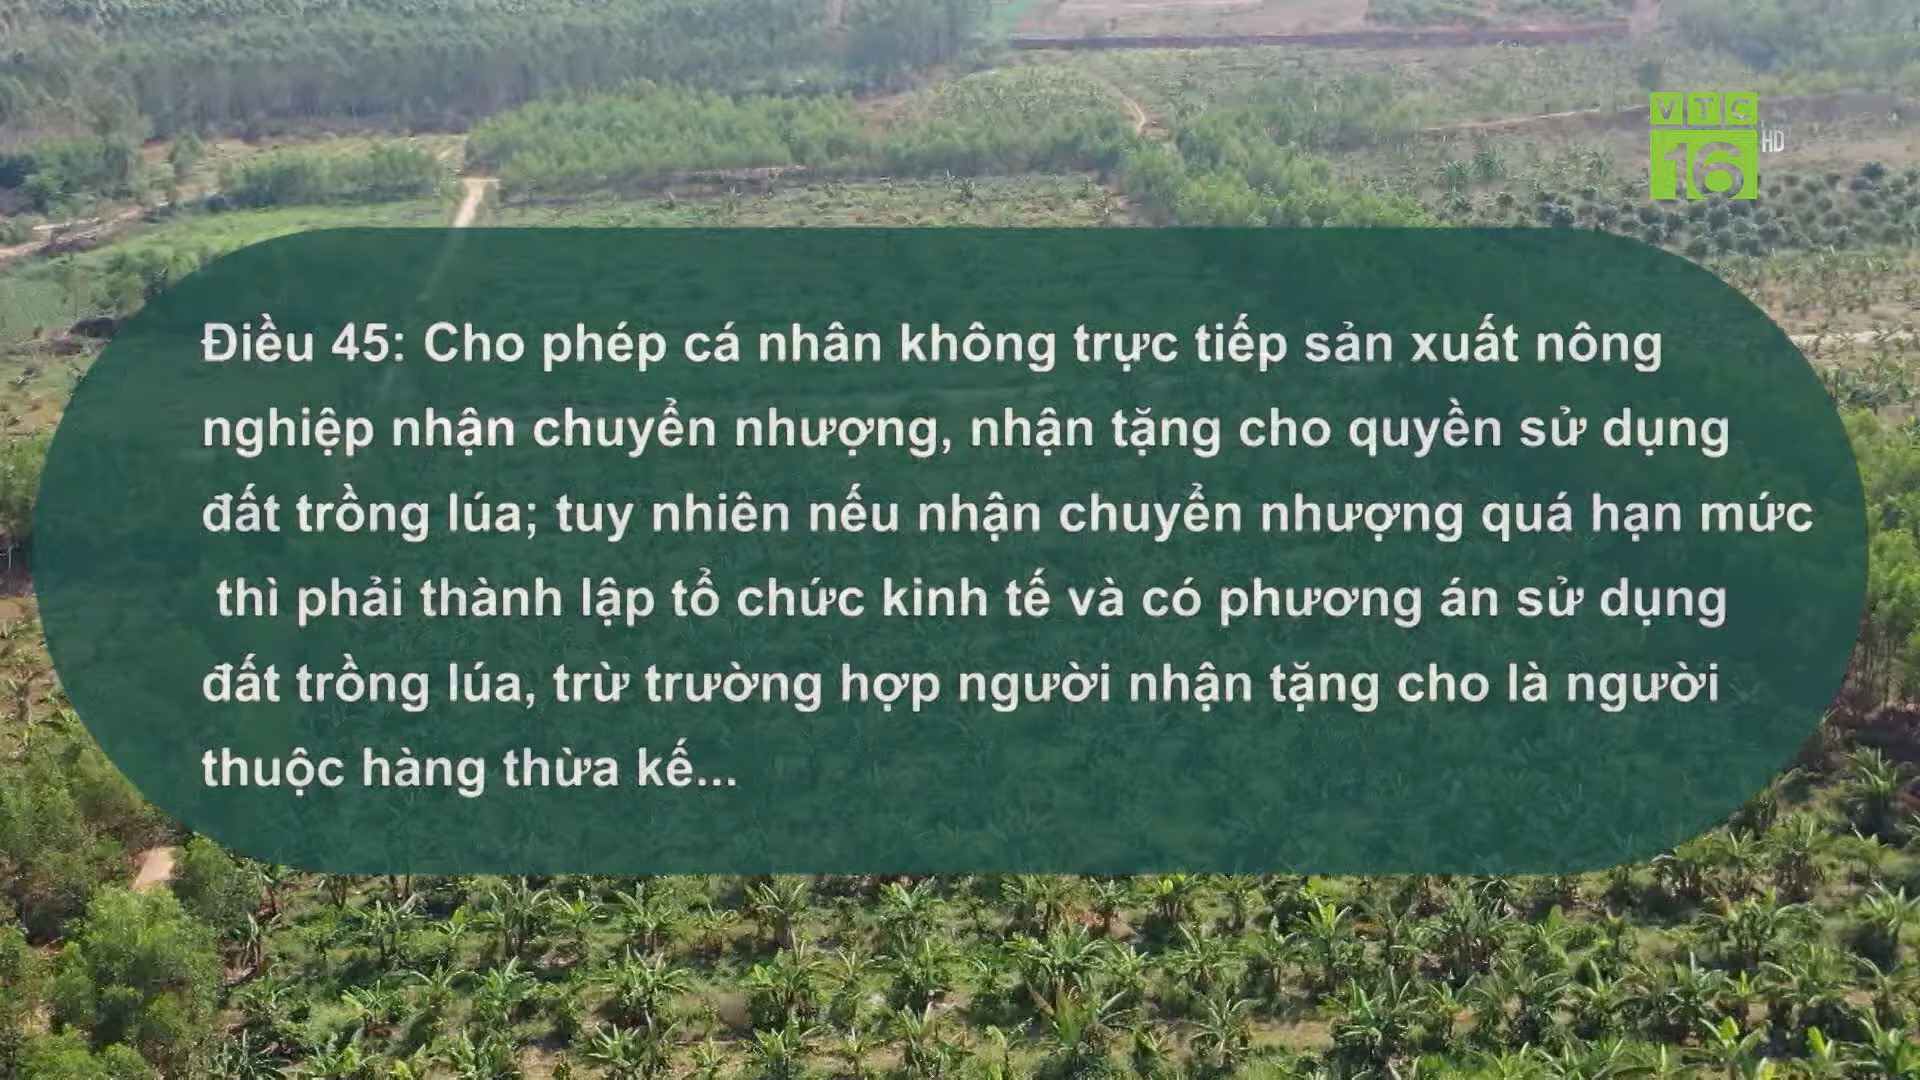 VTC
16 HD
Điều 45: Cho phép cá nhân không trực tiếp sản xuất nông
nghiệp nhận chuyển nhượng, nhận tặng cho quyền sử dụng
đất trồng lúa; tuy nhiên nếu nhận chuyển nhượng quá hạn mức
thì phải thành lập tổ chức kinh tế và có phương án sử dụng
đất trồng lúa, trừ trường hợp người nhận tặng cho là người
thuộc hàng thừa kế...